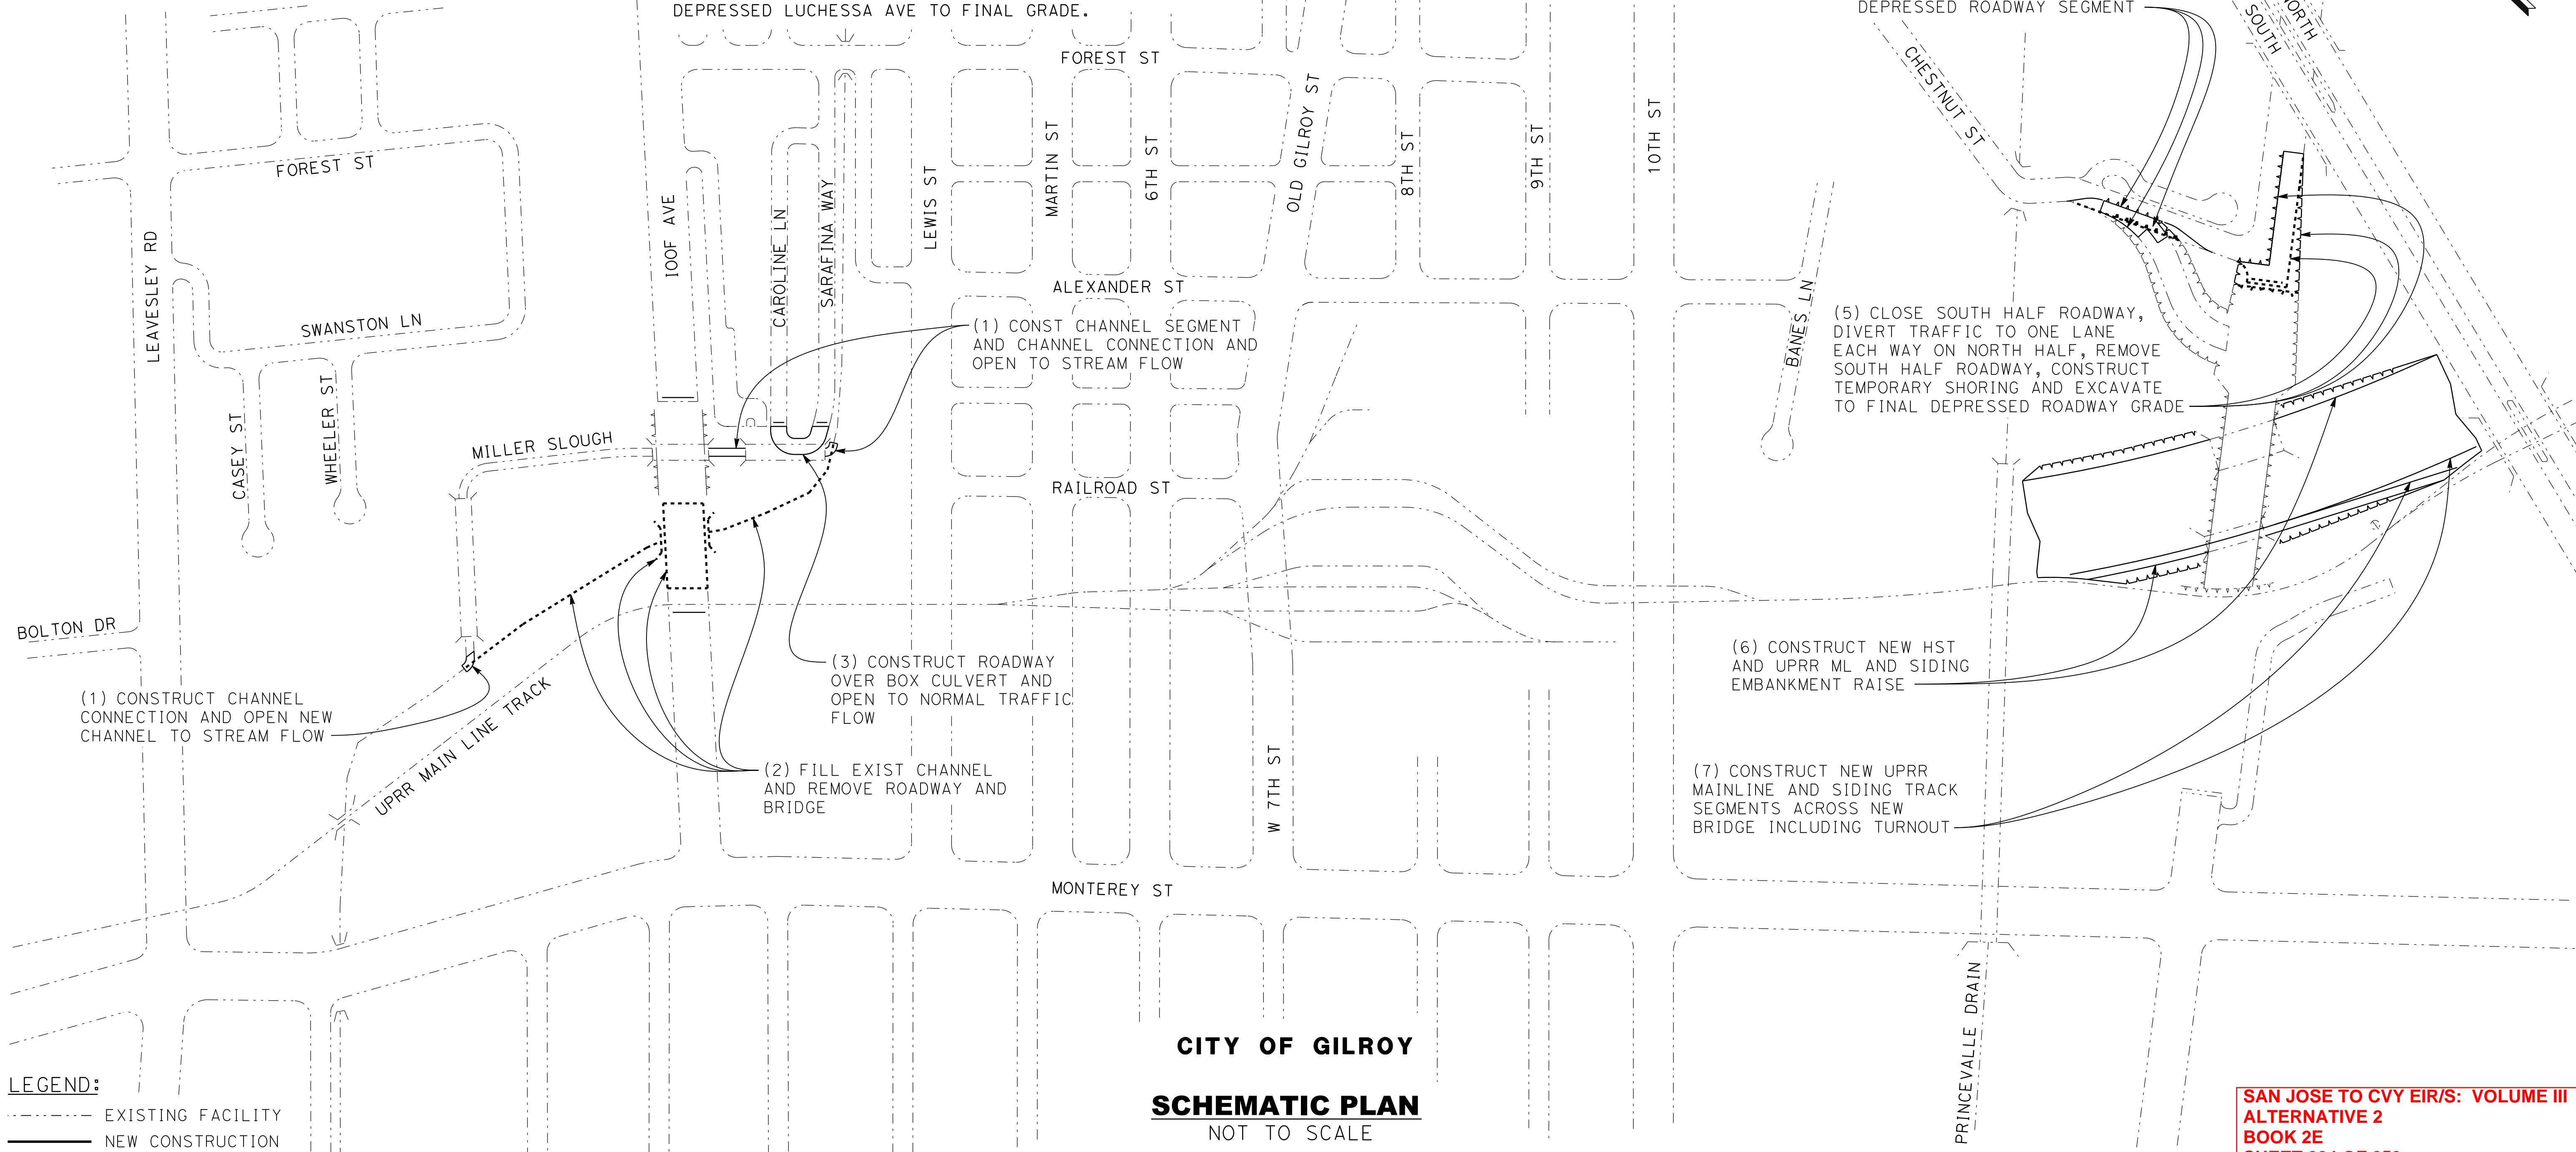 DEPRESSED LUCHESSA AVE TO FINAL GRADE.
DEPRESSED ROADWAY SEGMENT
SOUTH
NORTH
CHESTNUT ST
FOREST ST
FOREST ST
LEAVESLEY RD
SWANSTON LN
CASEY ST
WHEELER ST
MILLER SLOUGH
IOOF AVE
CAROLINE LN
SARAFINA WAY
LEWIS ST
MARTIN ST
6TH ST
OLD GILROY ST
8TH ST
9TH ST
10TH ST
ALEXANDER ST
BANES LN
(1) CONST CHANNEL SEGMENT
AND CHANNEL CONNECTION AND
OPEN TO STREAM FLOW
(5) CLOSE SOUTH HALF ROADWAY,
DIVERT TRAFFIC TO ONE LANE
EACH WAY ON NORTH HALF, REMOVE
SOUTH HALF ROADWAY, CONSTRUCT
TEMPORARY SHORING AND EXCAVATE
TO FINAL DEPRESSED ROADWAY GRADE
RAILROAD ST
BOLTON DR
(1) CONSTRUCT CHANNEL
CONNECTION AND OPEN NEW
CHANNEL TO STREAM FLOW
UPRR MAIN LINE TRACK
(3) CONSTRUCT ROADWAY
OVER BOX CULVERT AND
OPEN TO NORMAL TRAFFIC
FLOW
(2) FILL EXIST CHANNEL
AND REMOVE ROADWAY AND
BRIDGE
W 7TH ST
(6) CONSTRUCT NEW HST
AND UPRR ML AND SIDING
EMBANKMENT RAISE
(7) CONSTRUCT NEW UPRR
MAINLINE AND SIDING TRACK
SEGMENTS ACROSS NEW
BRIDGE INCLUDING TURNOUT
MONTEREY ST
PRINCEVALLE DRAIN
CITY OF GILROY
SCHEMATIC PLAN
NOT TO SCALE
LEGEND:
EXISTING FACILITY
NEW CONSTRUCTION
SAN JOSE TO CVY EIR/S: VOLUME III
ALTERNATIVE 2
BOOK 2E